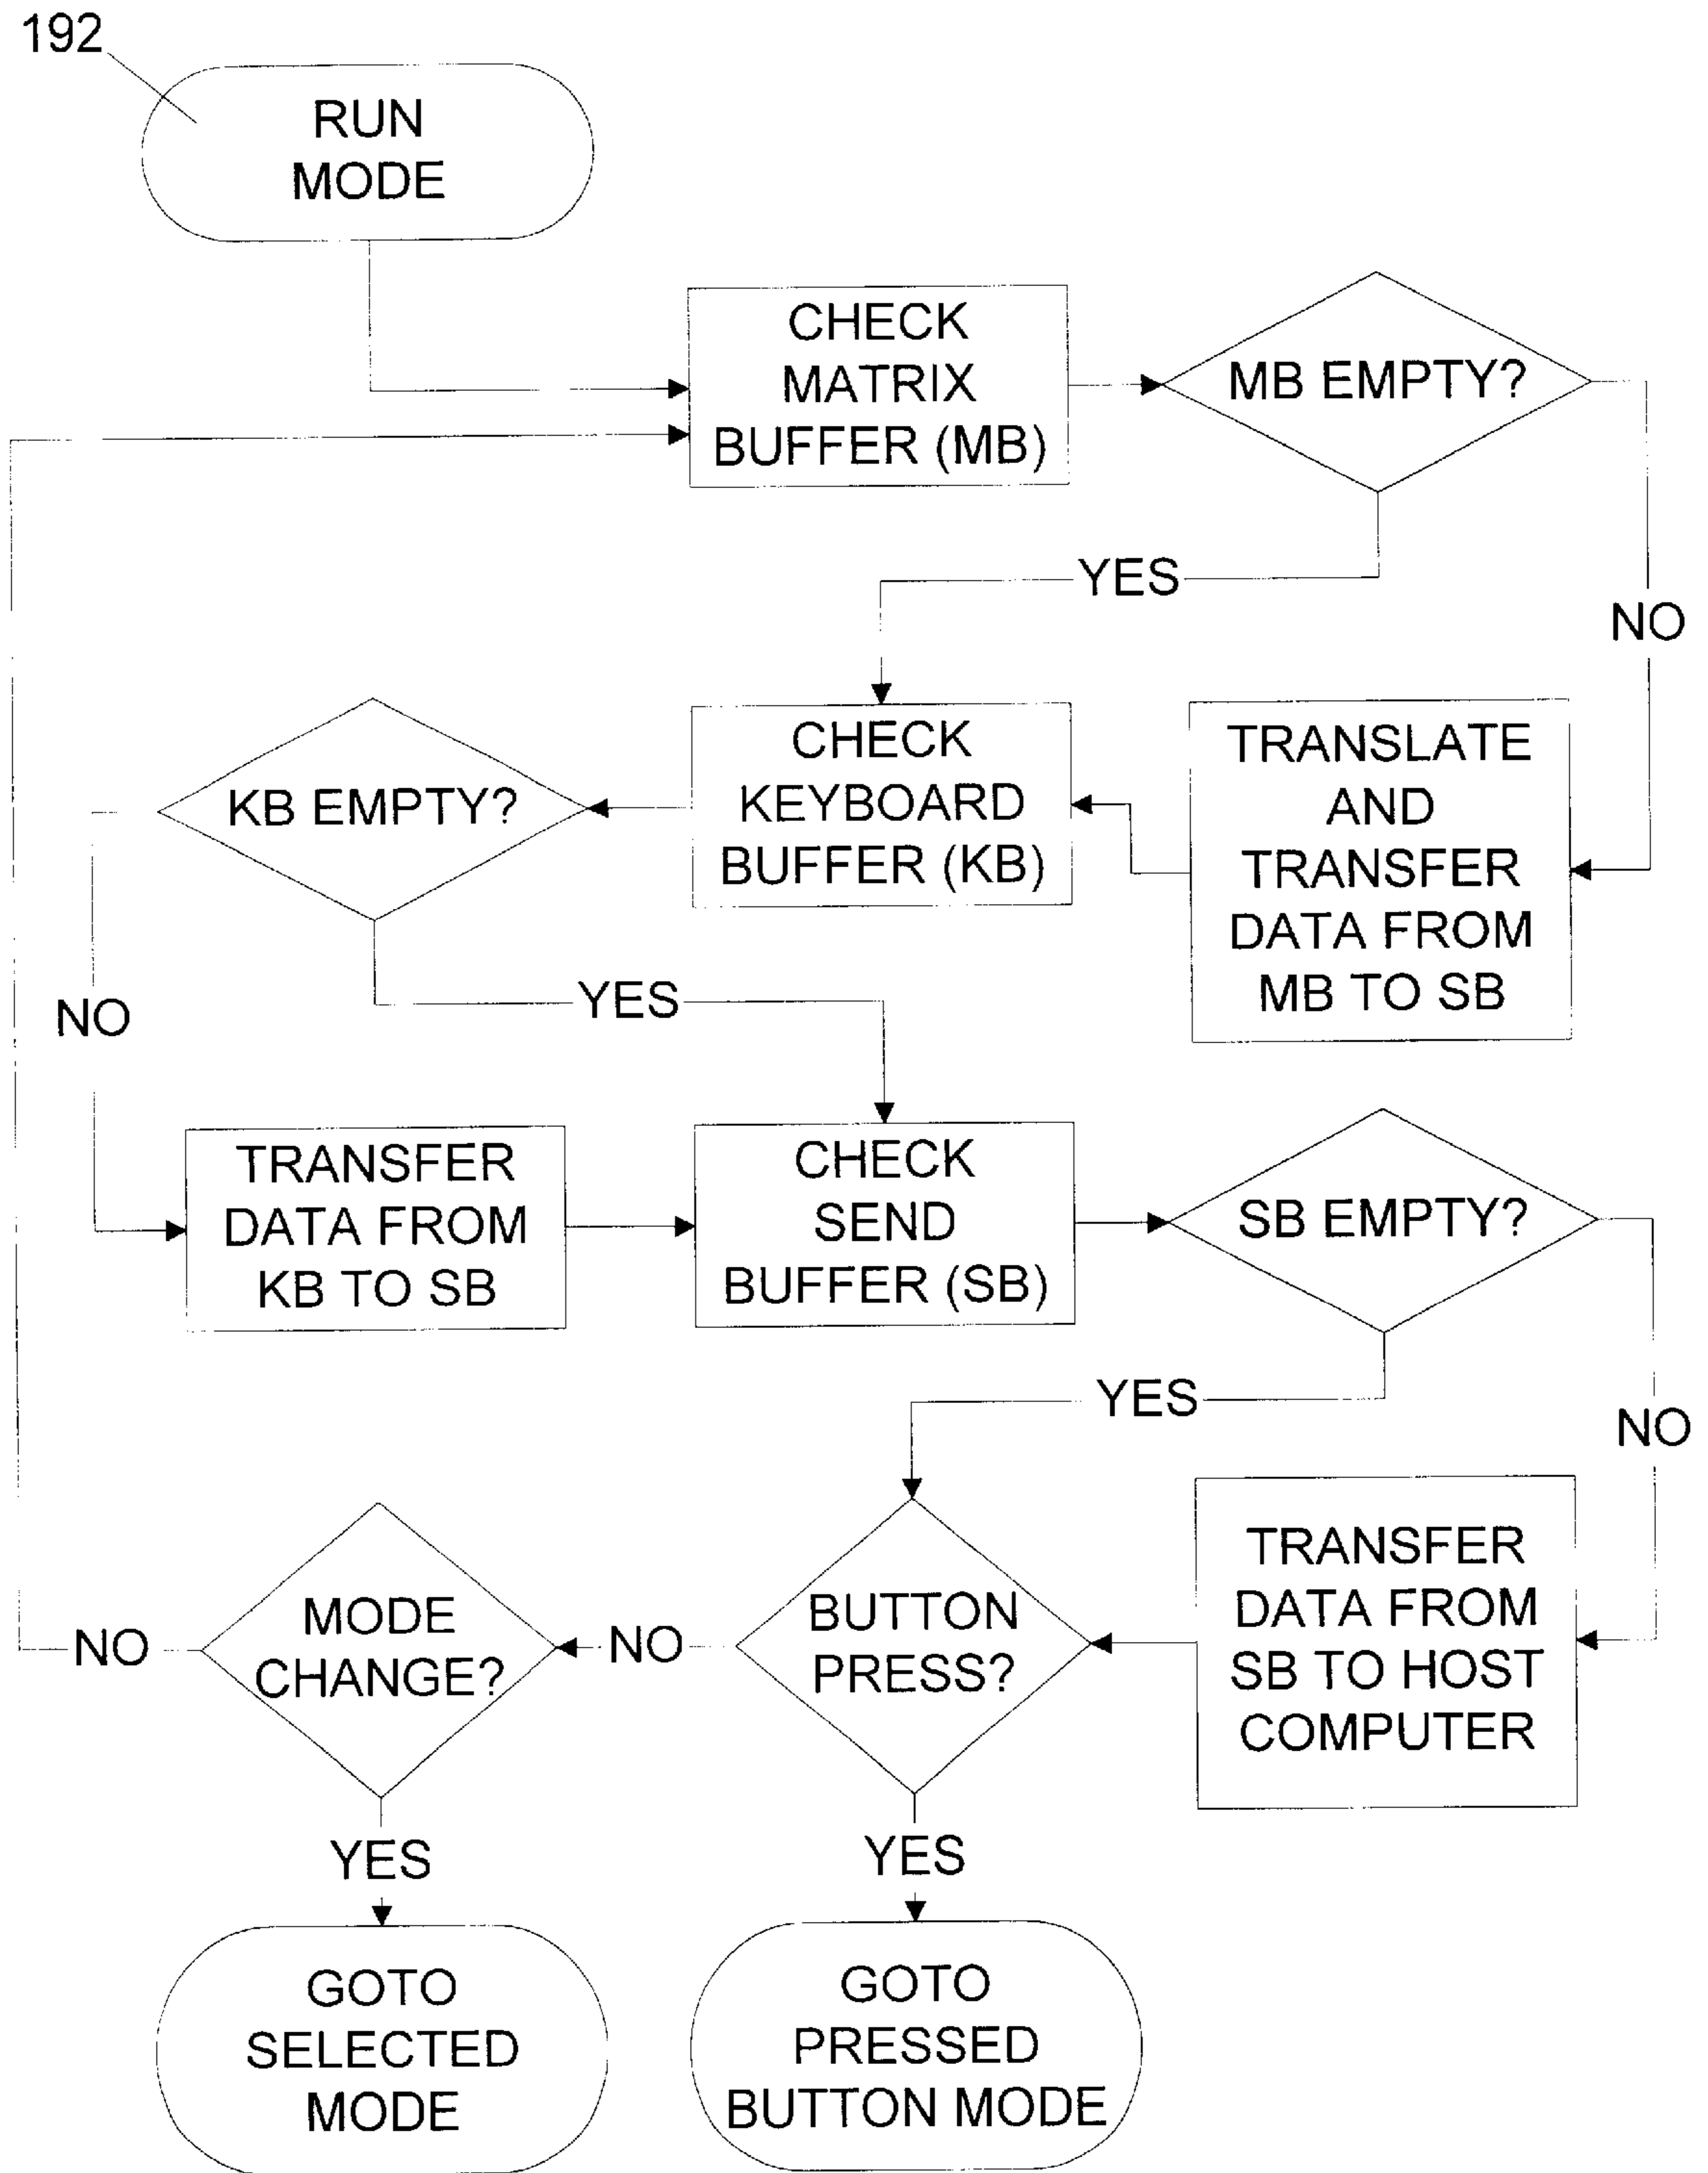 192
RUN
MODE
CHECK
MATRIX
BUFFER (MB)
MB EMPTY?
YES
NO
KB EMPTY?
CHECK
KEYBOARD
BUFFER (KB)
TRANSLATE
AND
TRANSFER
DATA FROM
MB TO SB
NO
YES
TRANSFER
DATA FROM
KB TO SB
CHECK
SEND
BUFFER (SB)
SB EMPTY?
YES
NO
MODE
CHANGE?
NO
NO
BUTTON
PRESS?
TRANSFER
DATA FROM
SB TO HOST
COMPUTER
YES
YES
GOTO
SELECTED
MODE
GOTO
PRESSED
BUTTON MODE